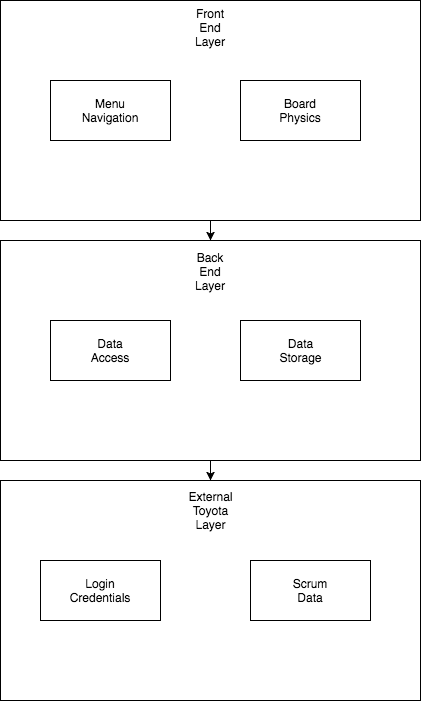 Front
End
Layer
Menu
Navigation
Board
Physics
Back
End
Layer
Data
Access
Data
Storage
External
Toyota
Layer
Login
Credentials
Scrum
Data